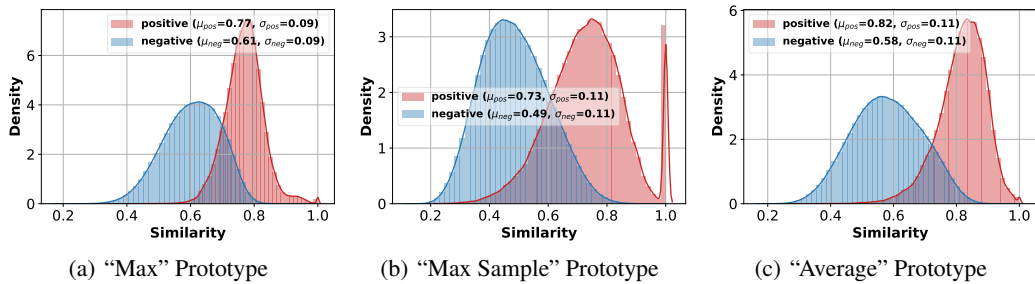 positive (μpos=0.77, σpos=0.09)
negative (μneg=0.61, σneg=0.09)
Density
6
4
2
0
0.2 0.4 0.6 0.8 1.0
Similarity
(a) “Max” Prototype
positive (μpos=0.73, σpos=0.11)
negative (μneg=0.49, σneg=0.11)
Density
3
2
1
0
0.2 0.4 0.6 0.8 1.0
Similarity
(b) “Max Sample” Prototype
positive (μpos=0.82, σpos=0.11)
negative (μneg=0.58, σneg=0.11)
Density
6
4
2
0
0.2 0.4 0.6 0.8 1.0
Similarity
(c) “Average” Prototype